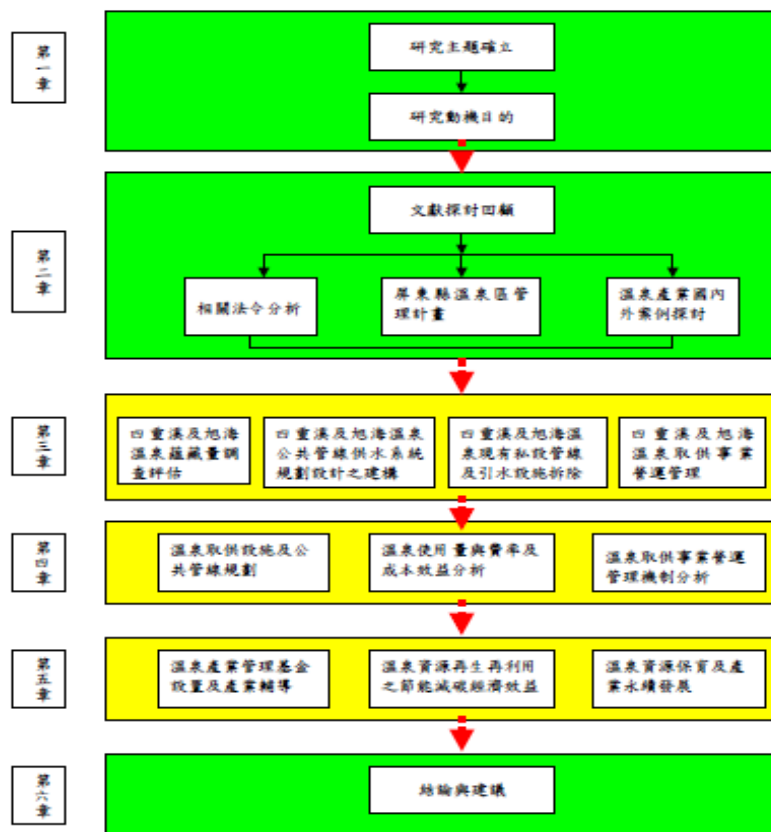 第一章
研究主題確立
研究動機目的
第二章
文獻探討回顧
相關法令分析
屏東縣溫泉區管
理計畫
溫泉產業國內
外案例探討
第三章
四重溪及旭海
溫泉蘊藏量調
查評估
四重溪及旭海溫泉
公共管線供水系統
規劃設計之建構
四重溪及旭海溫
泉現有私設管線
及引水設施拆除
四重溪及旭海
溫泉取供事業
營運管理
第四章
溫泉取供設施及公
共管線規劃
溫泉使用量與費率及
成本效益分析
溫泉取供事業營運
管理機制分析
第五章
溫泉產業管理基金
設置及產業輔導
溫泉資源再生再利用
之節能減碳經濟效益
溫泉資源保育及產
業永續發展
第六章
結論與建議